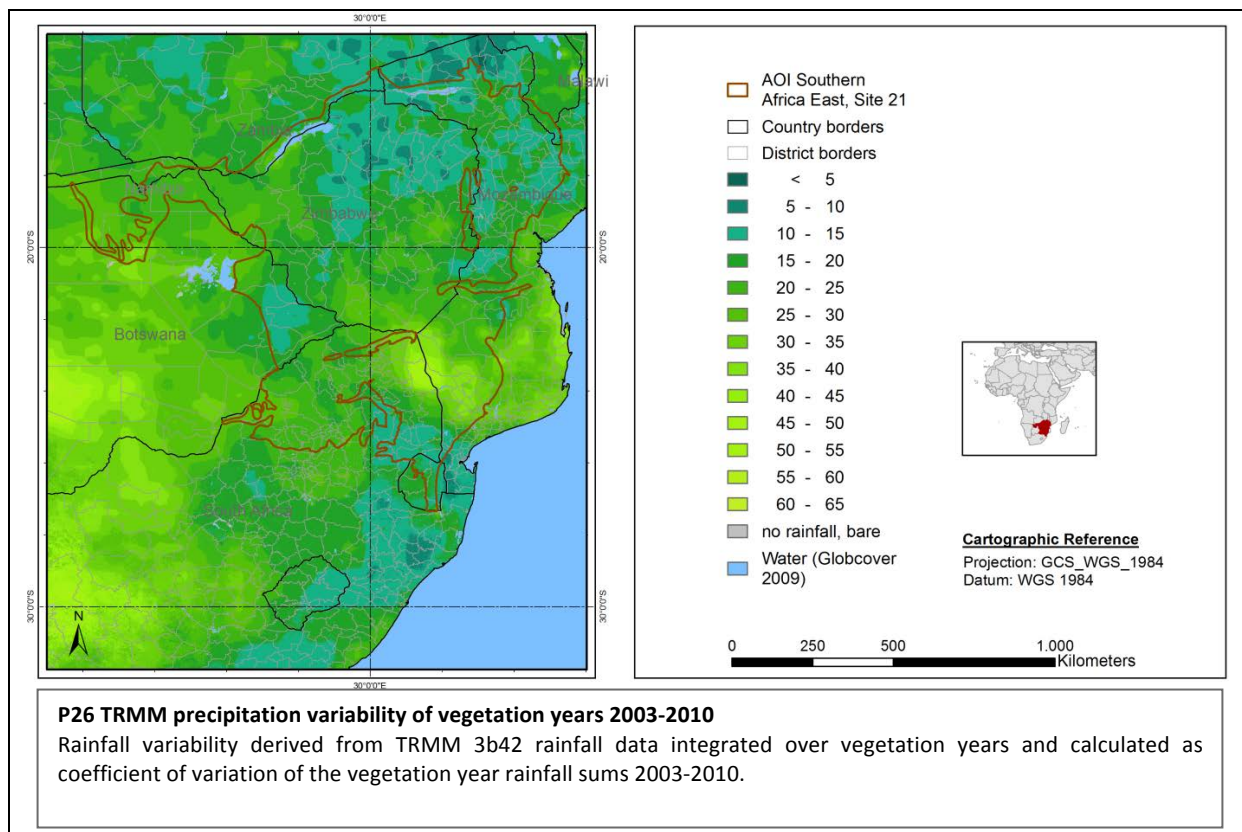 30°0'0"E
Malawi
Zambia
Namibia
Mozambique
Zimbabwe
20°0'0"S
20°0'0"S
Botswana
South Africa
30°0'0"S
30°0'0"S
N
30°0'0"E
AOI Southern
Africa East, Site 21
Country borders
District borders
< 5
5 - 10
10 - 15
15 - 20
20 - 25
25 - 30
30 - 35
35 - 40
40 - 45
45 - 50
50 - 55
55 - 60
60 - 65
no rainfall, bare
Water (Globcover
2009)
Cartographic Reference
Projection: GCS_WGS_1984
Datum: WGS 1984
0 250 500 1.000
Kilometers
P26 TRMM precipitation variability of vegetation years 2003-2010
Rainfall variability derived from TRMM 3b42 rainfall data integrated over vegetation years and calculated as
coefficient of variation of the vegetation year rainfall sums 2003-2010.